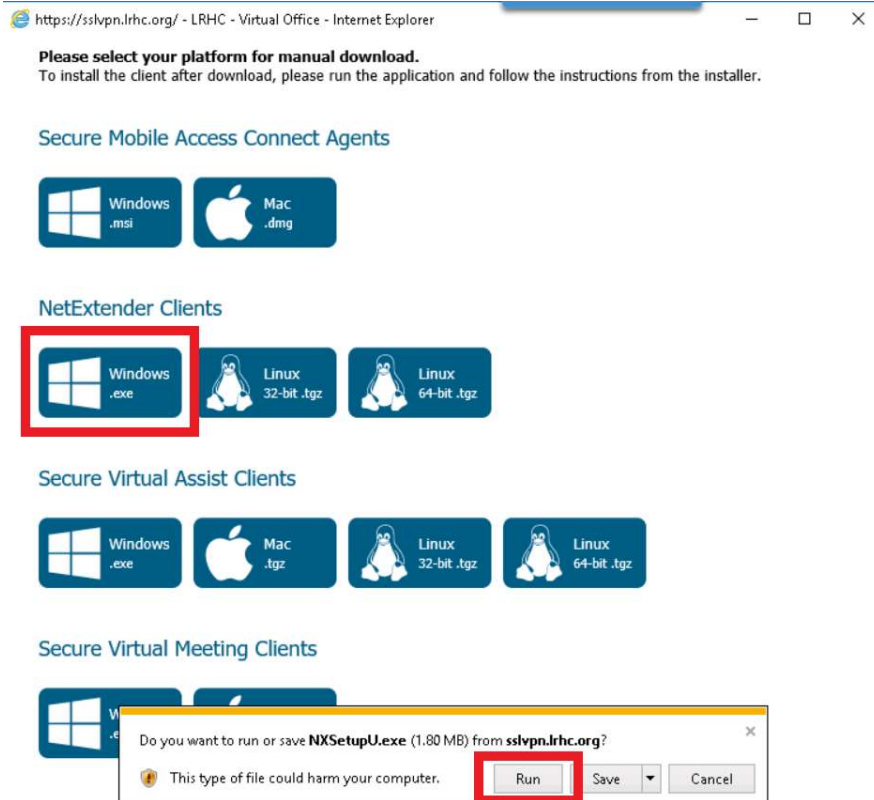 https://sslvpn.lrhc.org/ - LRHC - Virtual Office - Internet Explorer
Please select your platform for manual download.
To install the client after download, please run the application and follow the instructions from the installer.
Secure Mobile Access Connect Agents
Windows
.msi
Mac
.dmg
NetExtender Clients
Windows
.exe
Linux
32-bit .tgz
Linux
64-bit .tgz
Secure Virtual Assist Clients
Windows
.exe
Mac
.tgz
Linux
32-bit .tgz
Linux
64-bit .tgz
Secure Virtual Meeting Clients
Do you want to run or save NXSetupU.exe (1.80 MB) from sslvpn.lrhc.org?
This type of file could harm your computer.
Run
Save
Cancel